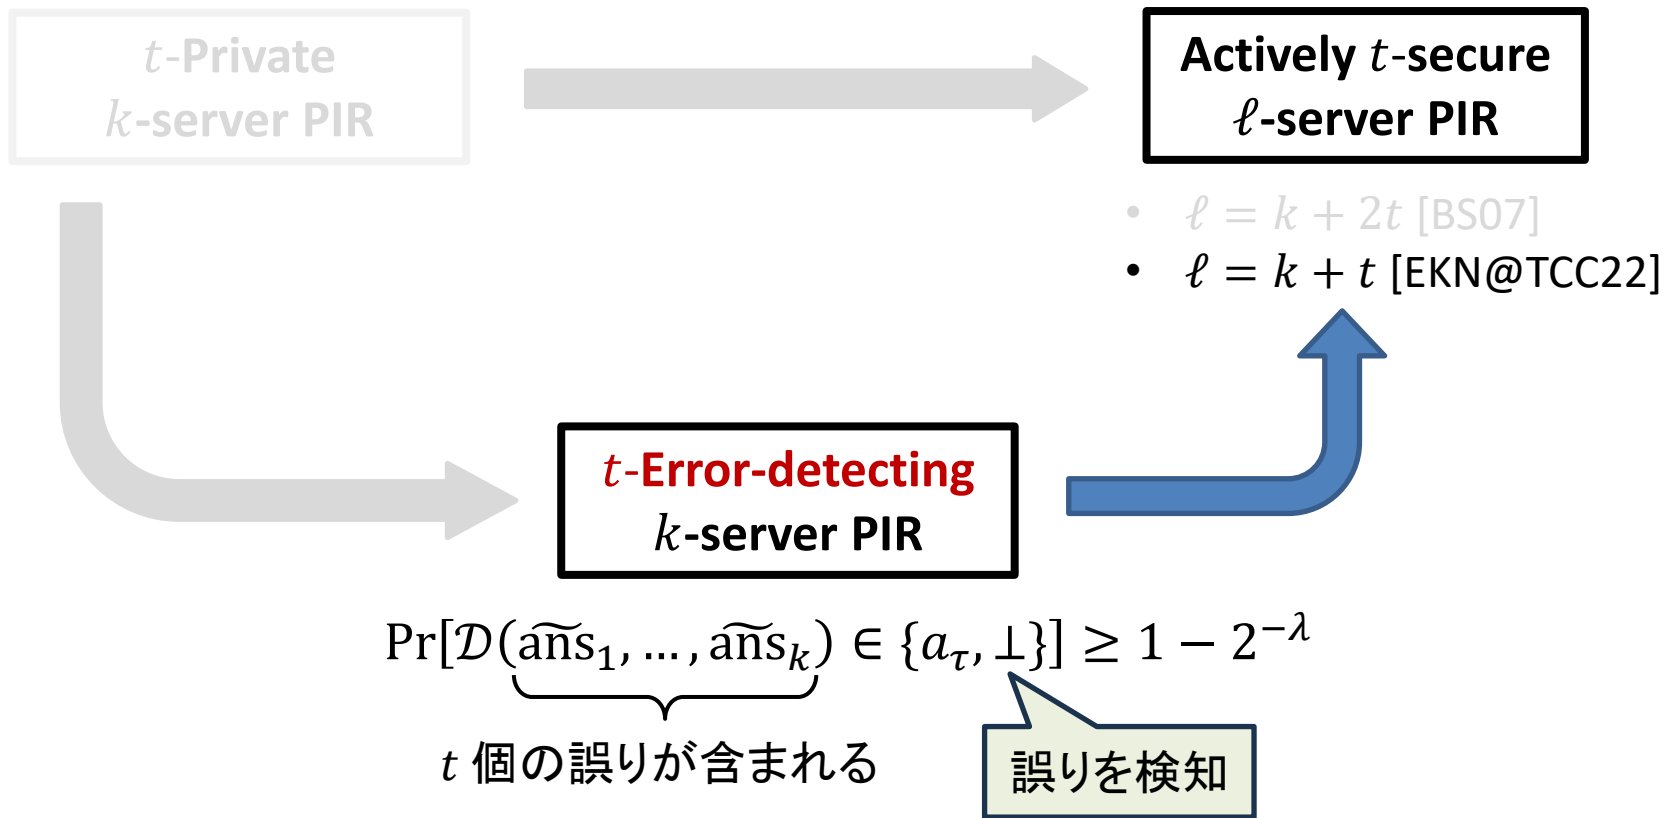 t-Private
k-server PIR
Actively t-secure
ℓ-server PIR
• ℓ = k + 2t [BS07]
• ℓ = k + t [EKN@TCC22]
t-Error-detecting
k-server PIR
Pr[𝒟(ãns₁, …, ãnsₖ) ∈ {a_τ, ⊥}] ≥ 1 − 2^{−λ}
t 個の誤りが含まれる
誤りを検知